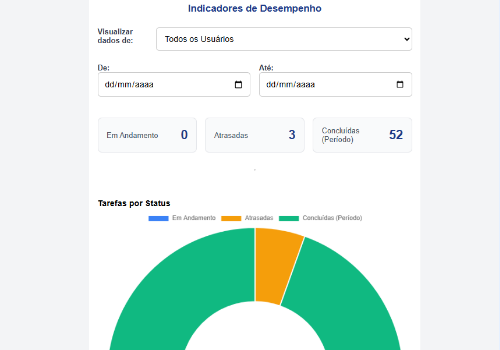 Indicadores de Desempenho
Visualizar
dados de:
Todos os Usuários
De:
Até:
dd/mm/aaaa
dd/mm/aaaa
Em Andamento
0
Atrasadas
3
Concluídas
(Período)
52
Tarefas por Status
Em Andamento
Atrasadas
Concluídas (Período)